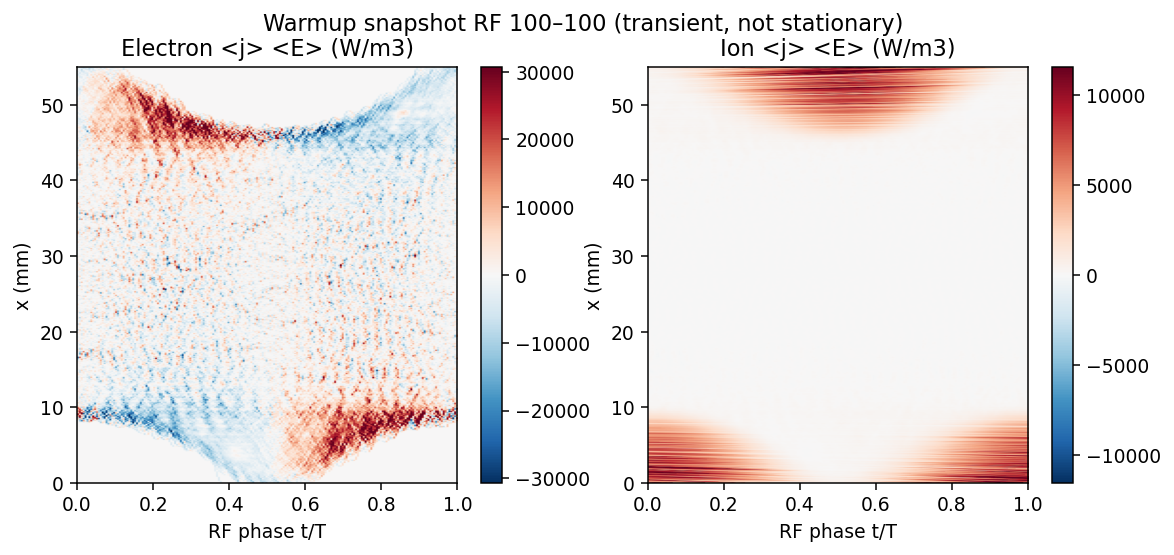 Warmup snapshot RF 100–100 (transient, not stationary)
Electron <j> <E> (W/m3)
Ion <j> <E> (W/m3)
x (mm)
50
40
30
20
10
0
0.0 0.2 0.4 0.6 0.8 1.0
RF phase t/T
30000
20000
10000
0
−10000
−20000
−30000
x (mm)
50
40
30
20
10
0
0.0 0.2 0.4 0.6 0.8 1.0
RF phase t/T
10000
5000
0
−5000
−10000